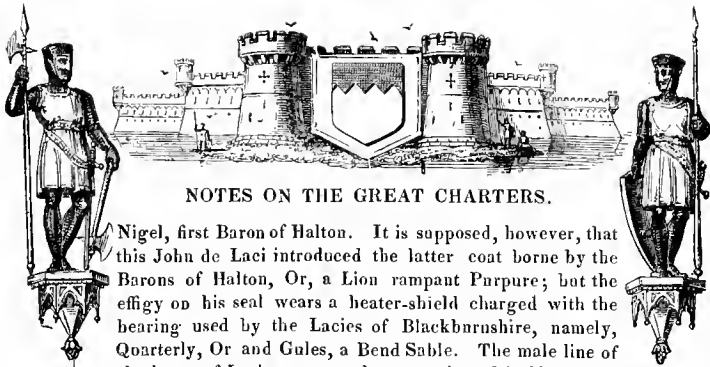 NOTES ON THE GREAT CHARTERS.
Nigel, first Baron of Halton. It is supposed, however, that
this John de Laci introduced the latter coat borne by the
Barons of Halton, Or, a Lion rampant Purpure; but the
effigy on his seal wears a heater-shield charged with the
bearing used by the Lacies of Blackburnshire, namely,
Quarterly, Or and Gules, a Bend Sable. The male line of